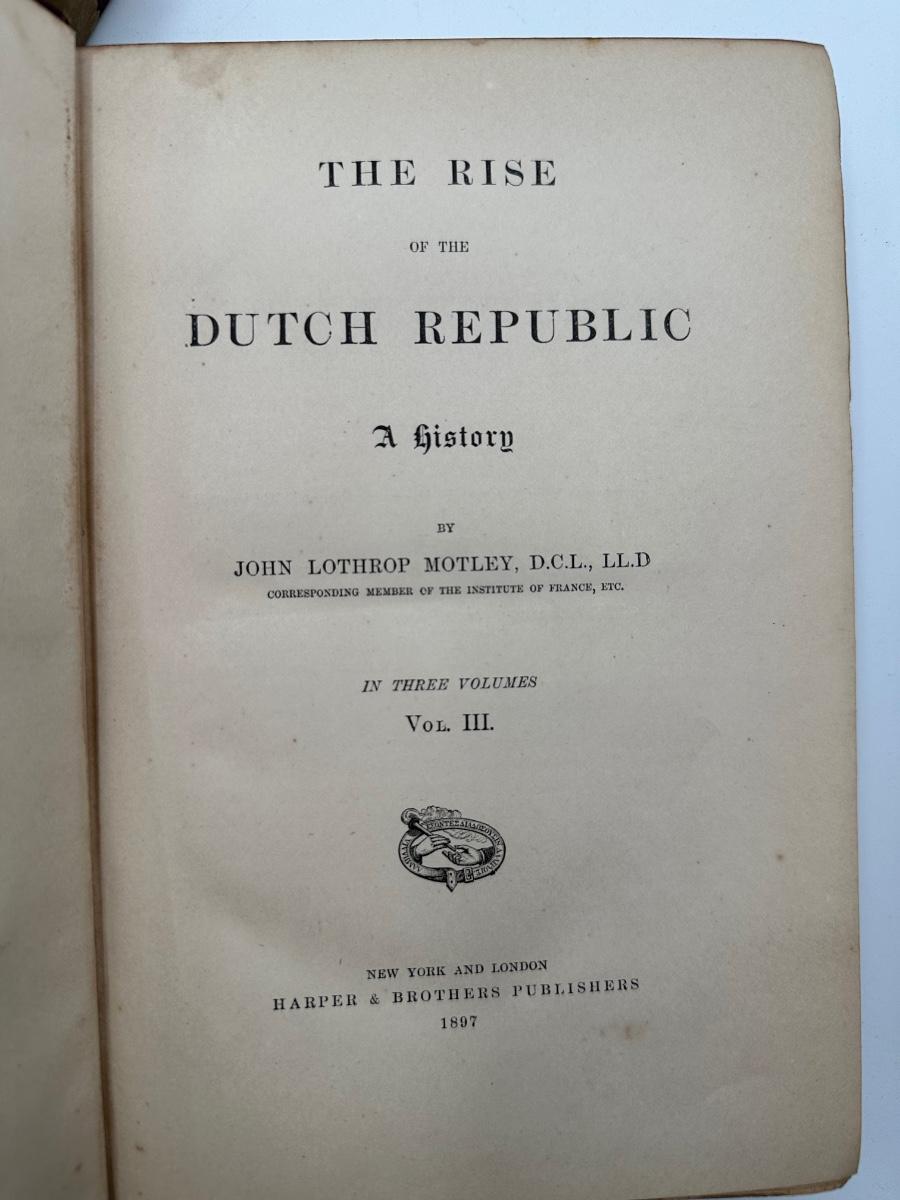 THE RISE
OF THE
DUTCH REPUBLIC
A History
BY
JOHN LOTHROP MOTLEY, D.C.L., LL.D
CORRESPONDING MEMBER OF THE INSTITUTE OF FRANCE, ETC.
IN THREE VOLUMES
VOL. III.
NEW YORK AND LONDON
HARPER & BROTHERS PUBLISHERS
1897